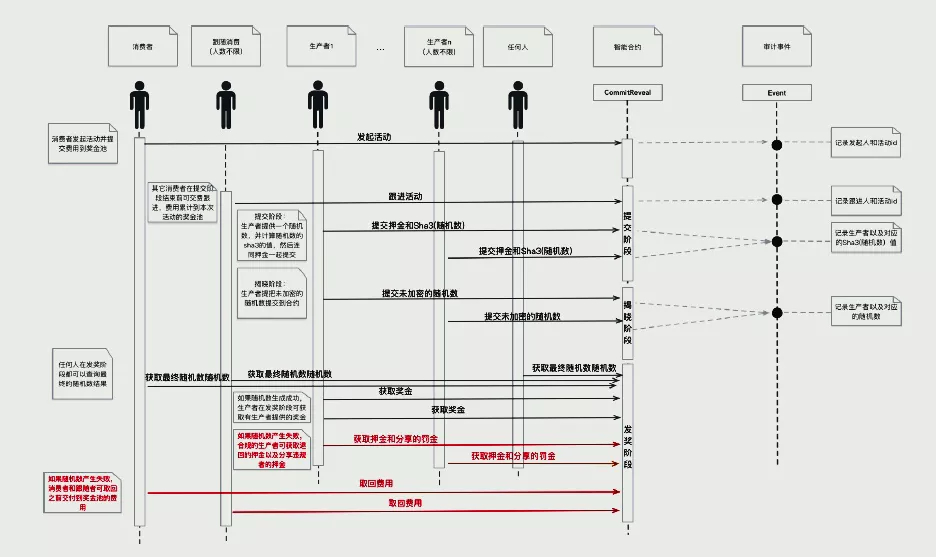 消费者
跟随消费
（人数不限）
生产者1
...
生产者n
（人数不限）
任何人
智能合约
审计事件
CommitReveal
Event
消费者发起活动并提
交费用到奖金池
发起活动
记录发起人和活动id
其它消费者在提交阶
段结束前可交费跟
进，费用累计到本次
活动的奖金池
跟进活动
记录跟进人和活动id
提交阶段：
生产者提供一个随机
数，并计算随机数的
sha3的值，然后连
同押金一起提交
提交押金和Sha3(随机数)
提交押金和Sha3(随机数)
提交阶段
记录生产者以及对应
的Sha3(随机数）值
揭晓阶段：
生产者提把未加密的
随机数提交到合约
提交未加密的随机数
提交未加密的随机数
揭晓阶段
记录生产者以及对应
的随机数
任何人在发奖阶
段都可以查询最
终的随机数结果
获取最终随机数随机数
获取最终随机数随机数
获取最终随机数随机数
如果随机数生成成功，
生产者在发奖阶段可获
取有生产者提供的奖金
获取奖金
获取奖金
发奖阶段
如果随机数产生失败，
合规的生产者可获取退
回的押金以及分享违规
者的押金
获取押金和分享的罚金
获取押金和分享的罚金
如果随机数产生失败，
消费者和跟随者可取回
之前交付到奖金池的费
用
取回费用
取回费用